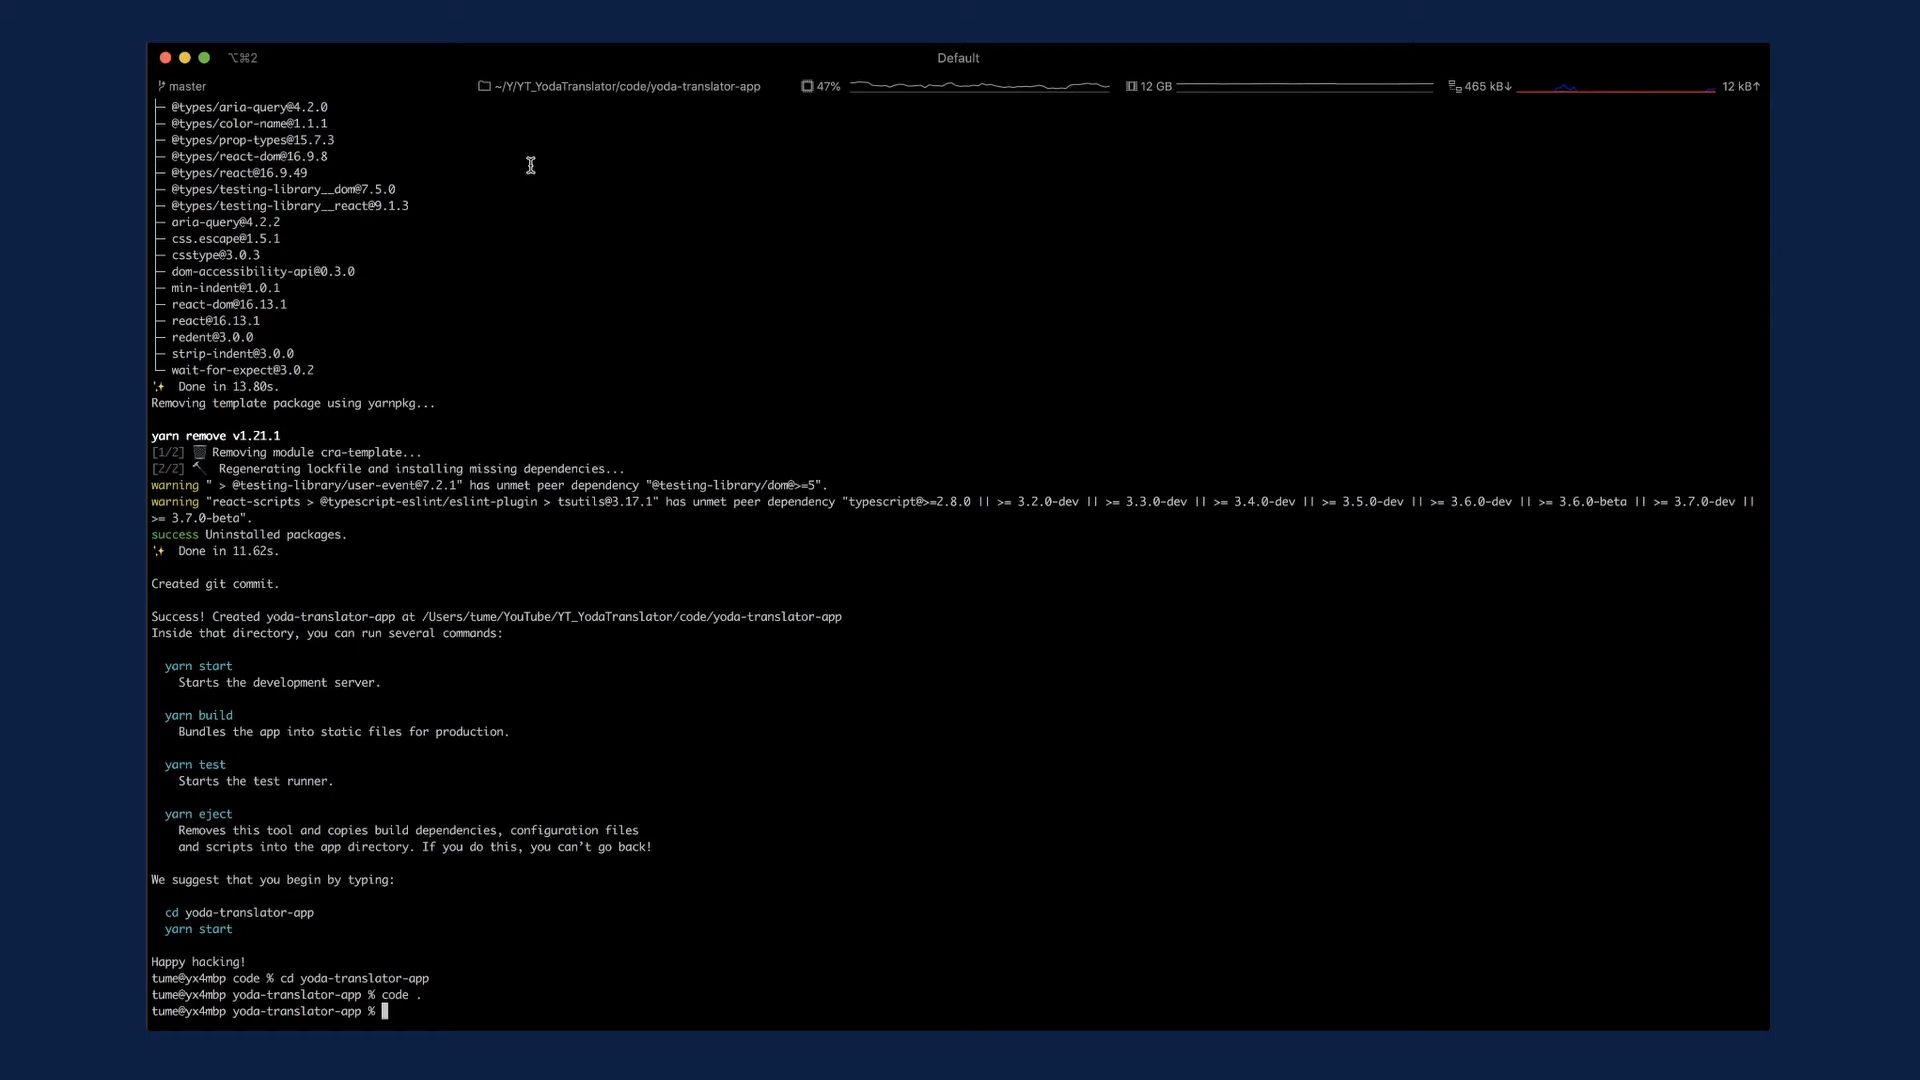 ⌥⌘2
Default
master
~/Y/YT_YodaTranslator/code/yoda-translator-app
47%
12 GB
465 kB↓
12 kB↑
├─ @types/aria-query@4.2.0
├─ @types/color-name@1.1.1
├─ @types/prop-types@15.7.3
├─ @types/react-dom@16.9.8
├─ @types/react@16.9.49
├─ @types/testing-library__dom@7.5.0
├─ @types/testing-library__react@9.1.3
├─ aria-query@4.2.2
├─ css.escape@1.5.1
├─ csstype@3.0.3
├─ dom-accessibility-api@0.3.0
├─ min-indent@1.0.1
├─ react-dom@16.13.1
├─ react@16.13.1
├─ redent@3.0.0
├─ strip-indent@3.0.0
└─ wait-for-expect@3.0.2
✨ Done in 13.80s.
Removing template package using yarnpkg...
yarn remove v1.21.1
[1/2] 🗑 Removing module cra-template...
[2/2] 🔨 Regenerating lockfile and installing missing dependencies...
warning " > @testing-library/user-event@7.2.1" has unmet peer dependency "@testing-library/dom@>=5".
warning "react-scripts > @typescript-eslint/eslint-plugin > tsutils@3.17.1" has unmet peer dependency "typescript@>=2.8.0 || >= 3.2.0-dev || >= 3.3.0-dev || >= 3.4.0-dev || >= 3.5.0-dev || >= 3.6.0-dev || >= 3.6.0-beta || >= 3.7.0-dev ||
>= 3.7.0-beta".
success Uninstalled packages.
✨ Done in 11.62s.
Created git commit.
Success! Created yoda-translator-app at /Users/tume/YouTube/YT_YodaTranslator/code/yoda-translator-app
Inside that directory, you can run several commands:
yarn start
Starts the development server.
yarn build
Bundles the app into static files for production.
yarn test
Starts the test runner.
yarn eject
Removes this tool and copies build dependencies, configuration files
and scripts into the app directory. If you do this, you can’t go back!
We suggest that you begin by typing:
cd yoda-translator-app
yarn start
Happy hacking!
tume@yx4mbp code % cd yoda-translator-app
tume@yx4mbp yoda-translator-app % code .
tume@yx4mbp yoda-translator-app %